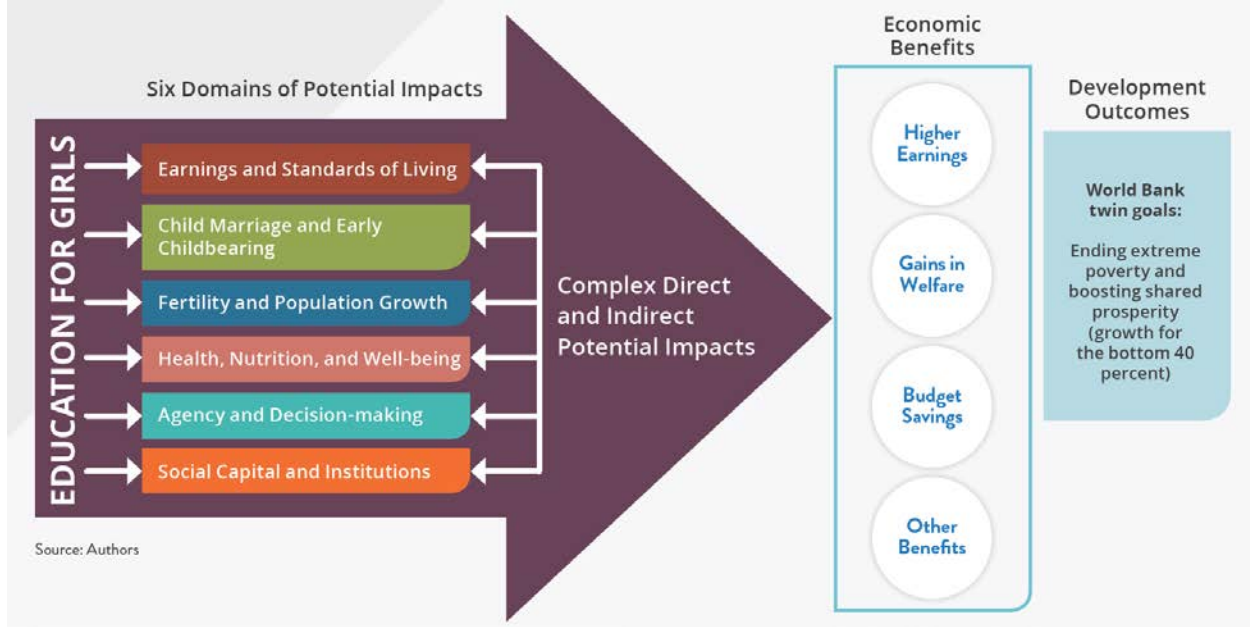 Six Domains of Potential Impacts
EDUCATION FOR GIRLS
Earnings and Standards of Living
Child Marriage and Early
Childbearing
Fertility and Population Growth
Health, Nutrition, and Well-being
Agency and Decision-making
Social Capital and Institutions
Complex Direct
and Indirect
Potential Impacts
Economic
Benefits
Higher
Earnings
Gains in
Welfare
Budget
Savings
Other
Benefits
Development
Outcomes
World Bank
twin goals:
Ending extreme
poverty and
boosting shared
prosperity
(growth for
the bottom 40
percent)
Source: Authors